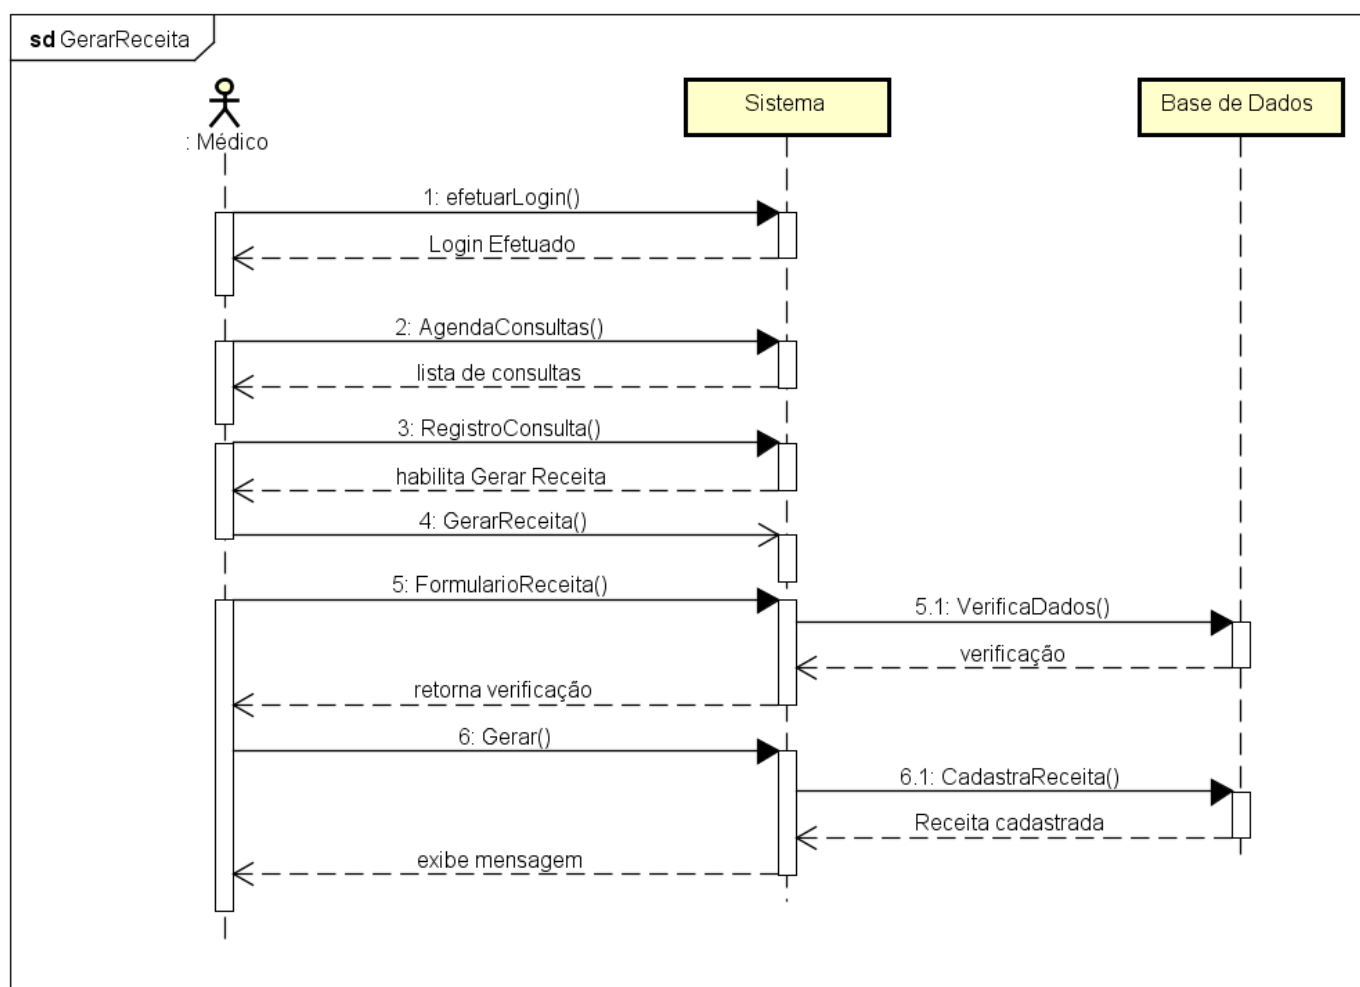 sd GerarReceita
: Médico
Sistema
Base de Dados
1: efetuarLogin()
Login Efetuado
2: AgendaConsultas()
lista de consultas
3: RegistroConsulta()
habilita Gerar Receita
4: GerarReceita()
5: FormularioReceita()
5.1: VerificaDados()
verificação
retorna verificação
6: Gerar()
6.1: CadastraReceita()
Receita cadastrada
exibe mensagem